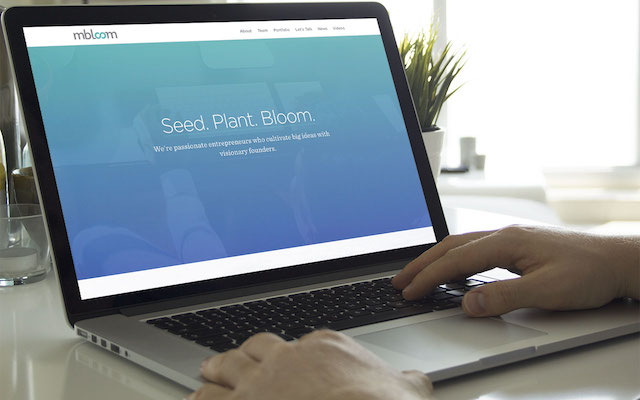 mbloom
About Team Portfolio Let's Talk News Videos
Seed. Plant. Bloom.
We're passionate entrepreneurs who cultivate big ideas with
visionary founders.